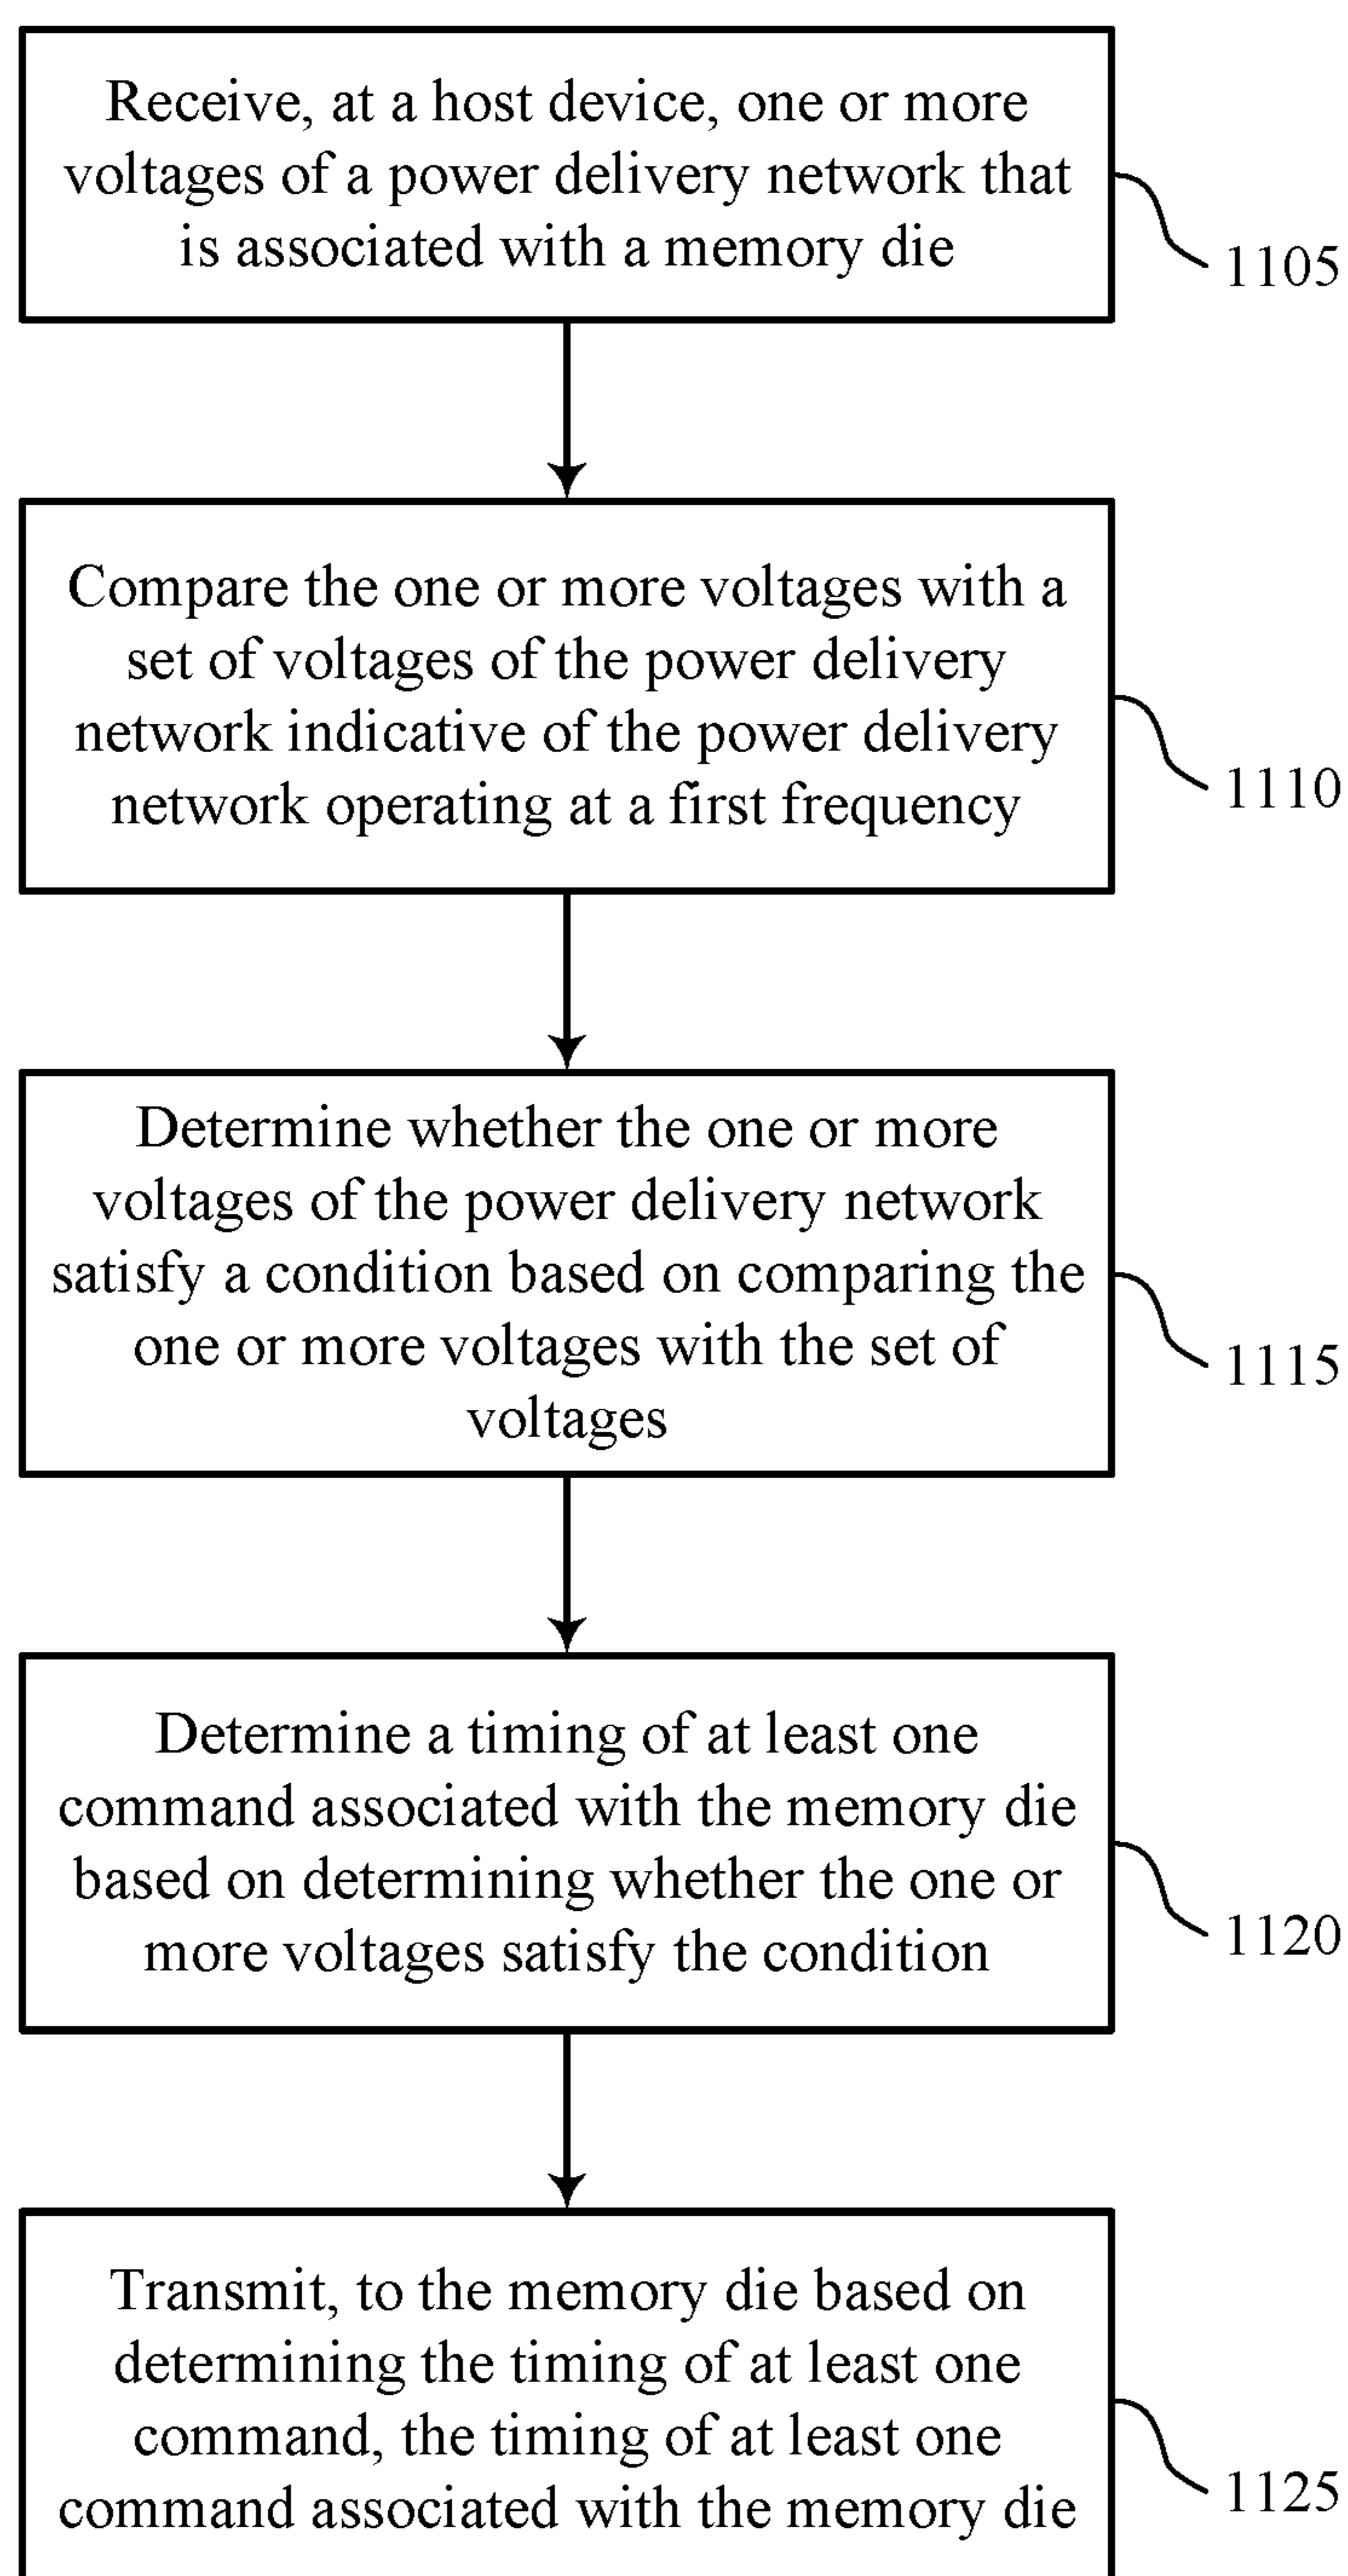 Receive, at a host device, one or more
voltages of a power delivery network that
is associated with a memory die
1105
Compare the one or more voltages with a
set of voltages of the power delivery
network indicative of the power delivery
network operating at a first frequency
1110
Determine whether the one or more
voltages of the power delivery network
satisfy a condition based on comparing the
one or more voltages with the set of
voltages
1115
Determine a timing of at least one
command associated with the memory die
based on determining whether the one or
more voltages satisfy the condition
1120
Transmit, to the memory die based on
determining the timing of at least one
command, the timing of at least one
command associated with the memory die
1125